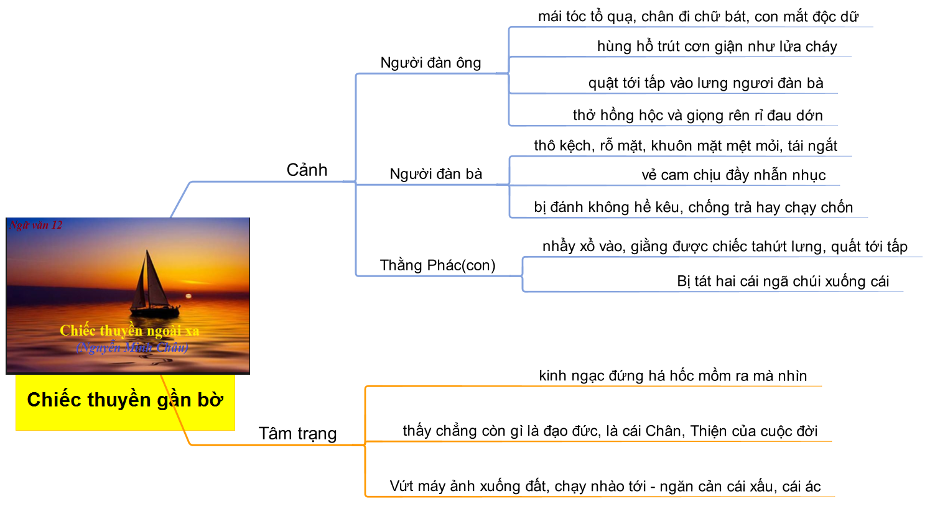 mái tóc tổ quạ, chân đi chữ bát, con mắt độc dữ
hùng hổ trút cơn giận như lửa cháy
Người đàn ông
quật tới tấp vào lưng ngươi đàn bà
thở hồng hộc và giọng rên rỉ đau dớn
thô kệch, rỗ mặt, khuôn mặt mệt mỏi, tái ngắt
Cảnh
Người đàn bà
vẻ cam chịu đầy nhẫn nhục
bị đánh không hề kêu, chống trả hay chạy chốn
Ngữ văn 12
nhẩy xổ vào, giằng được chiếc tahứt lưng, quất tới tấp
Thằng Phác(con)
Bị tát hai cái ngã chúi xuống cái
Chiếc thuyền ngoài xa
(Nguyễn Minh Châu)
Chiếc thuyền gần bờ
kinh ngạc đứng há hốc mồm ra mà nhìn
Tâm trạng
thấy chẳng còn gì là đạo đức, là cái Chân, Thiện của cuộc đời
Vứt máy ảnh xuống đất, chạy nhào tới - ngăn cản cái xấu, cái ác